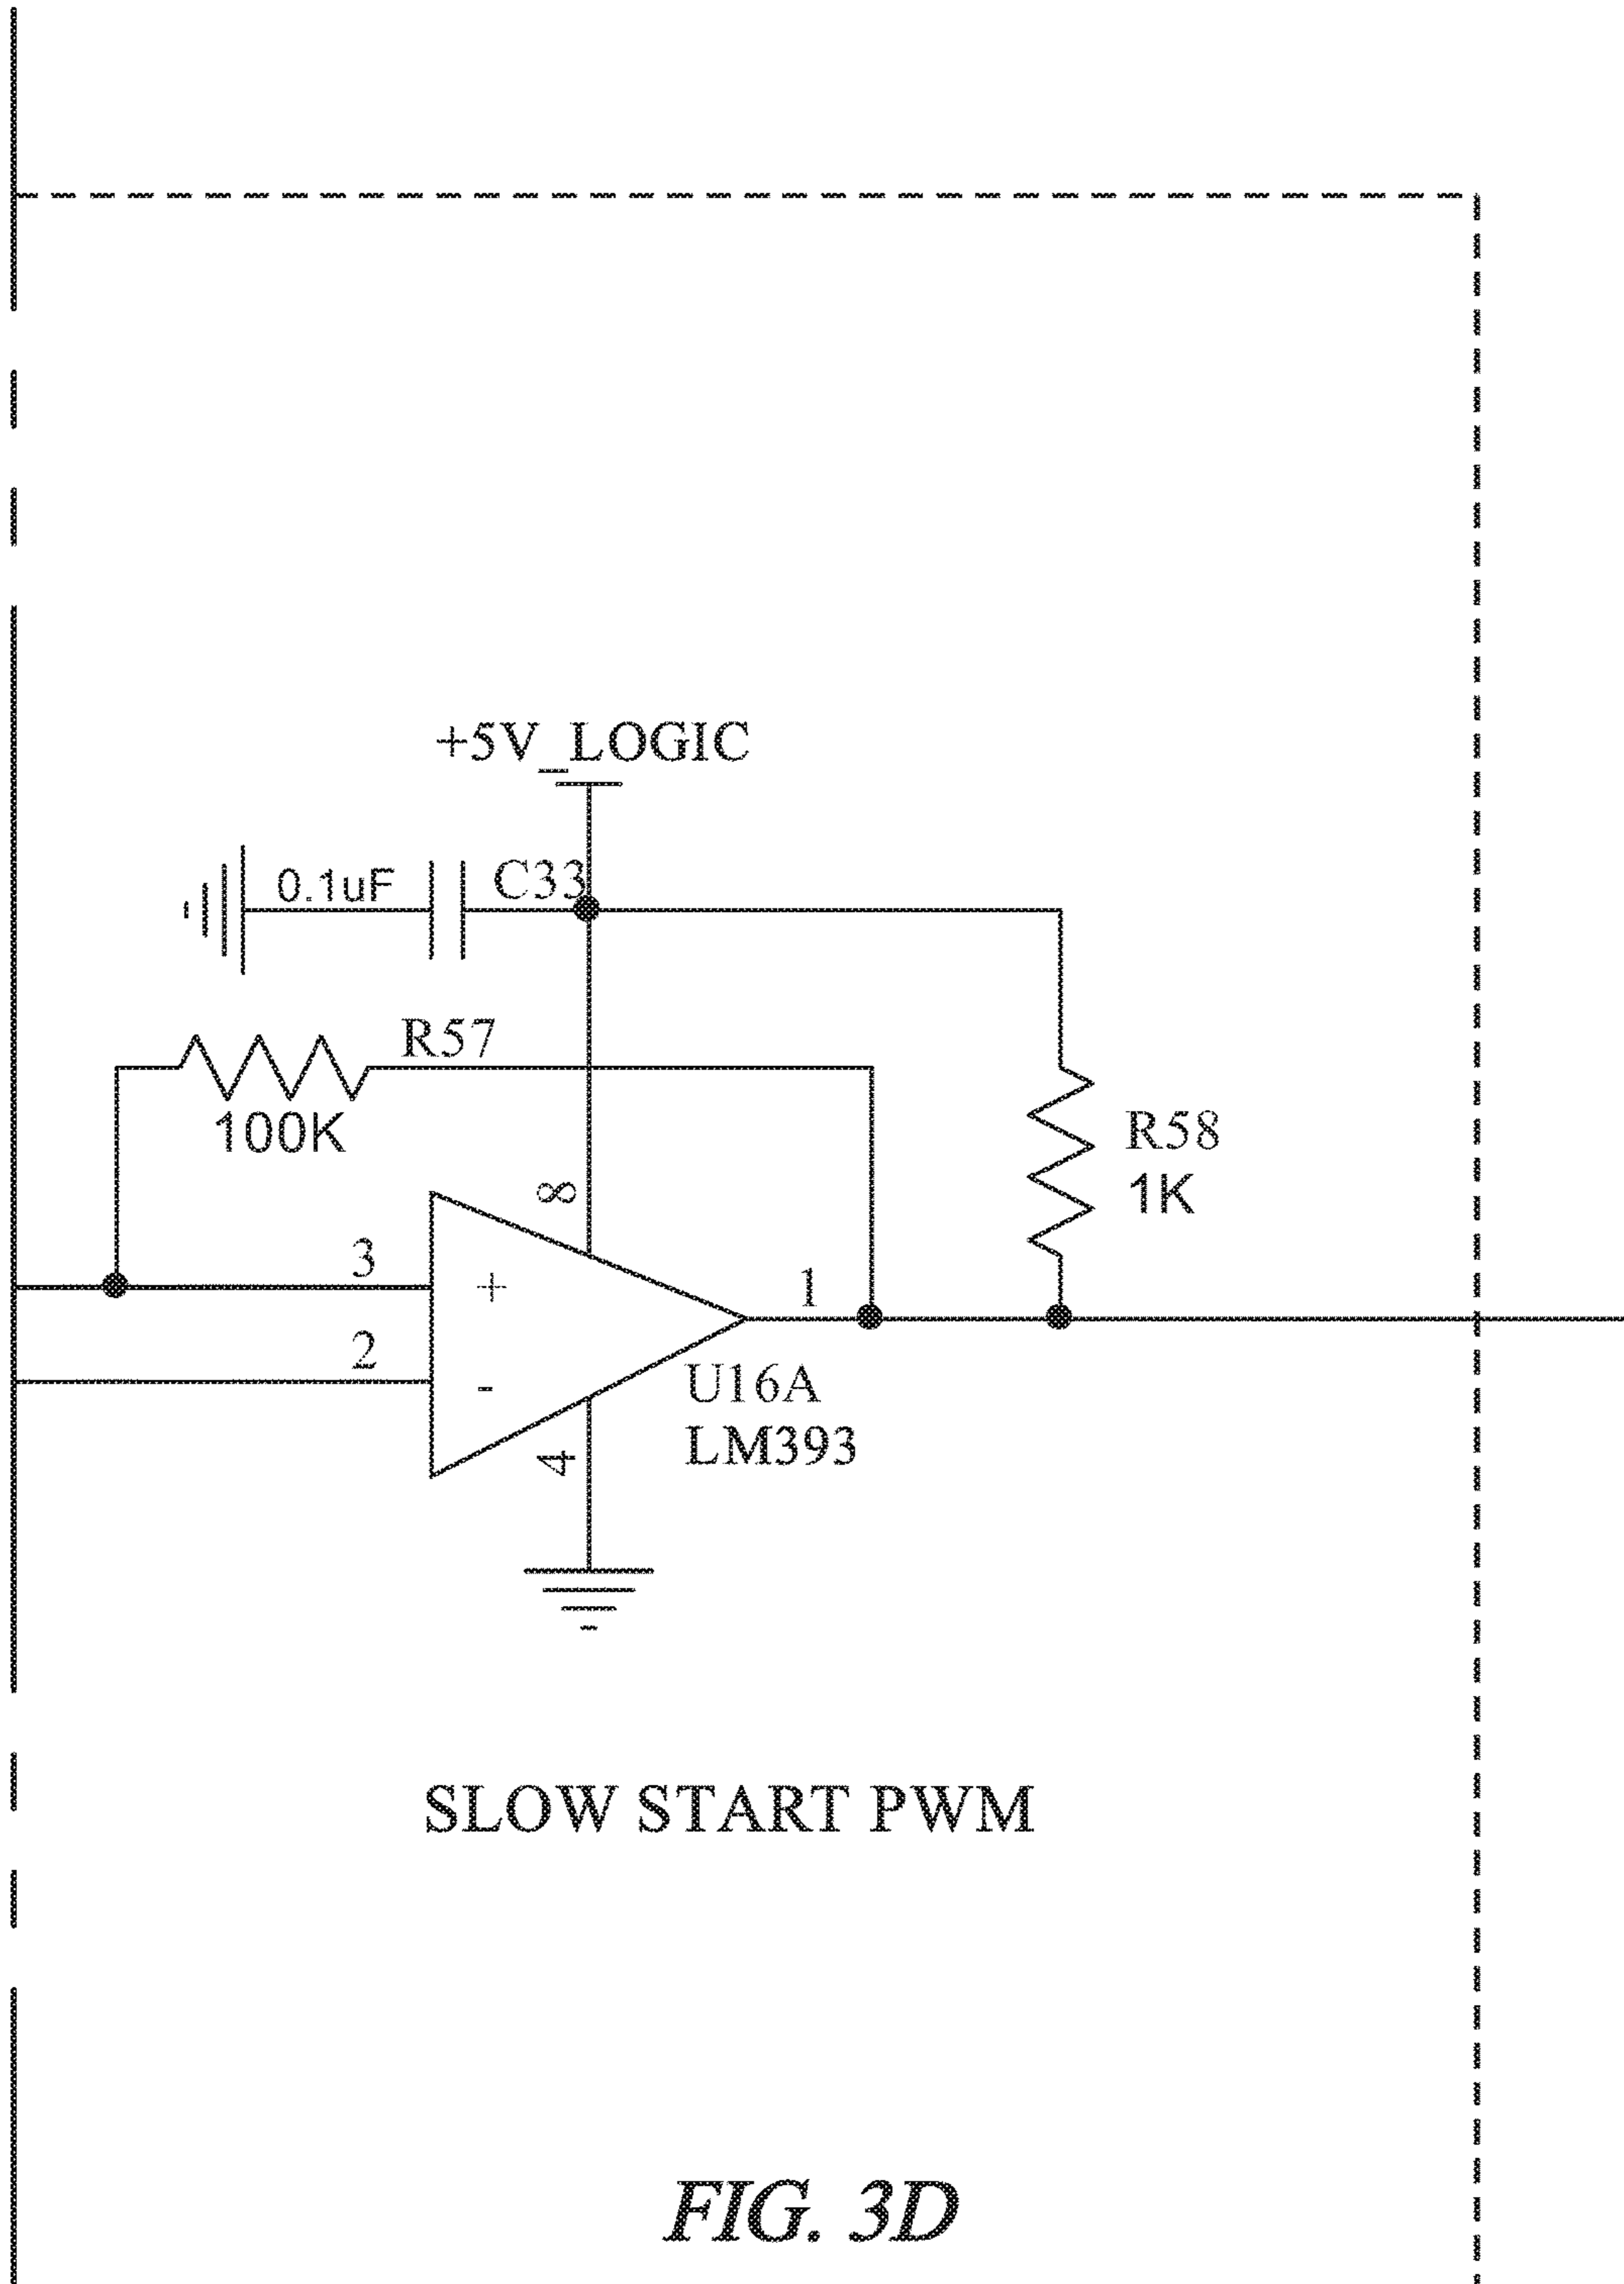 +5V_LOGIC
0.1uF
C33
R57
100K
R58
1K
8
3
+
1
2
-
U16A
LM393
4
SLOW START PWM
FIG. 3D